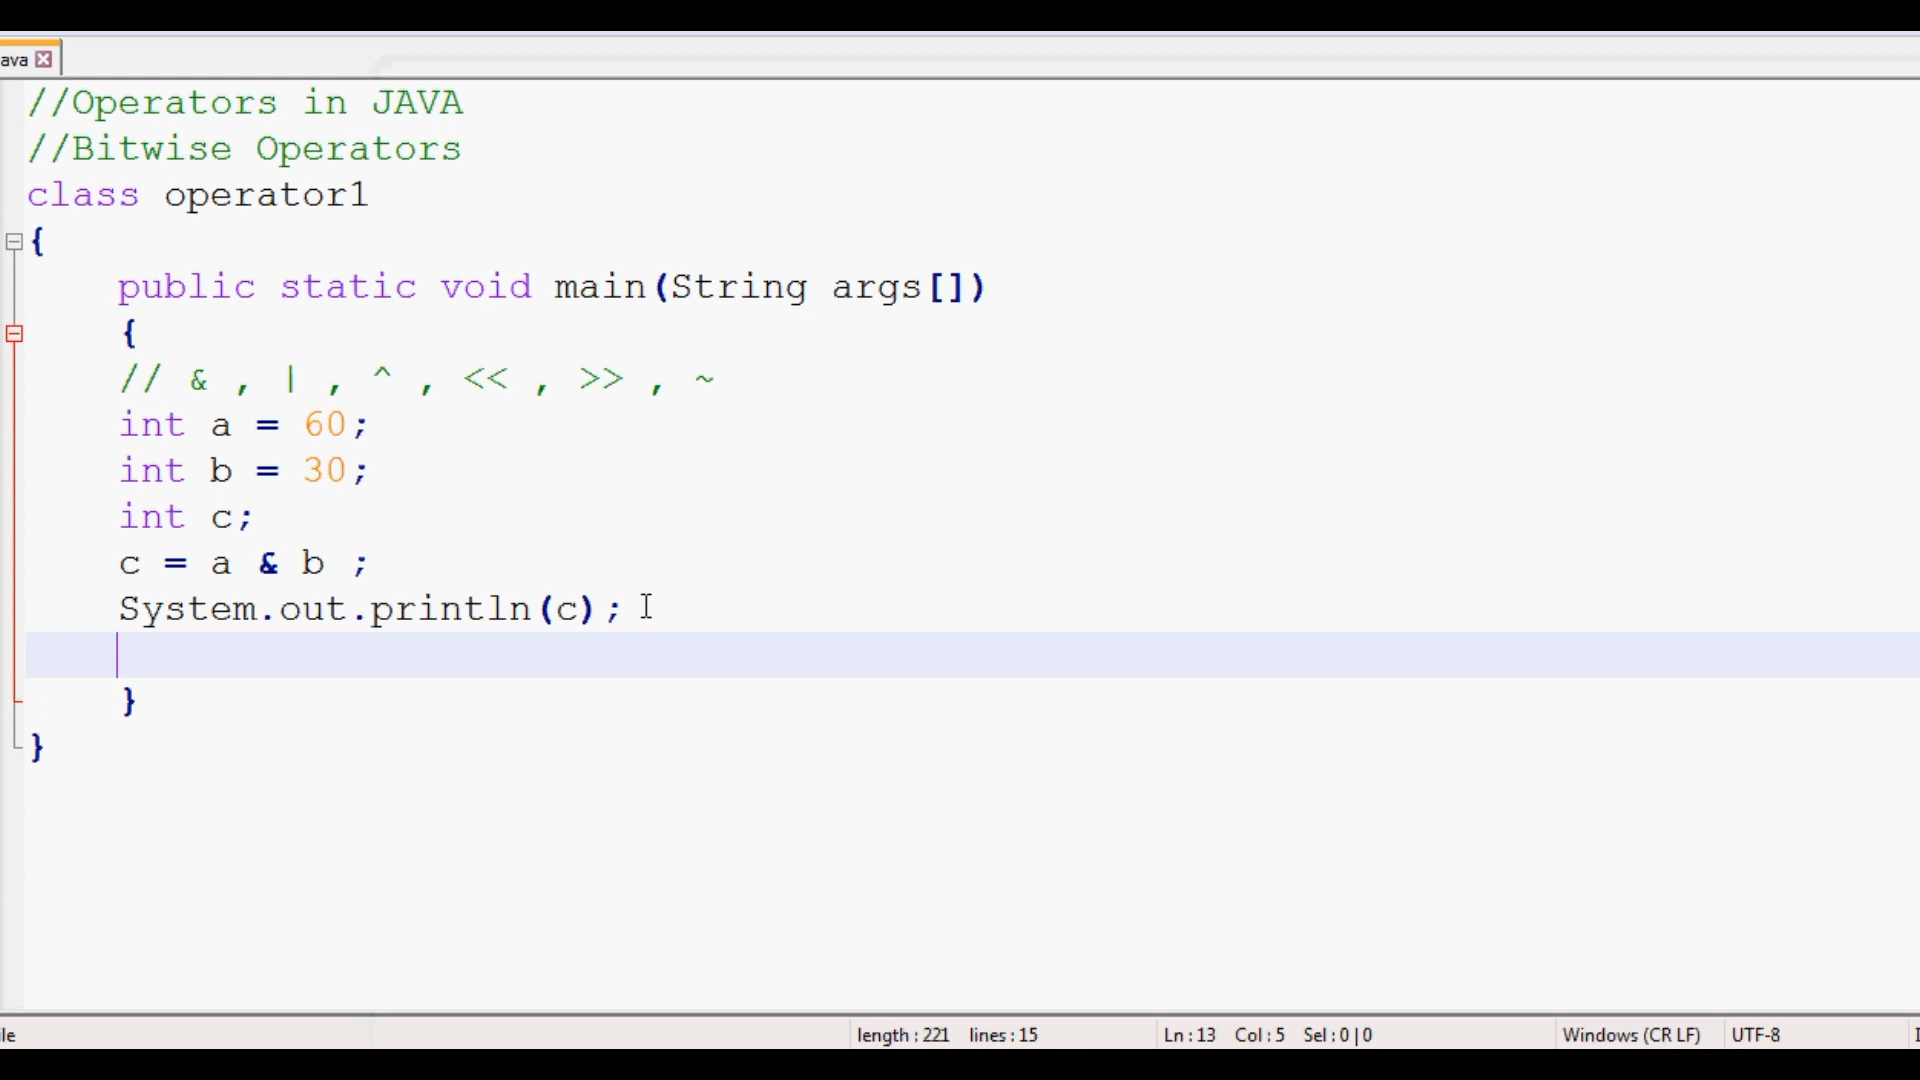 ava
//Operators in JAVA
//Bitwise Operators
class operator1
{
public static void main(String args[])
{
// & , | , ^ , << , >> , ~
int a = 60;
int b = 30;
int c;
c = a & b ;
System.out.println(c);
}
}
le length : 221 lines : 15 Ln : 13 Col : 5 Sel : 0 | 0 Windows (CR LF) UTF-8